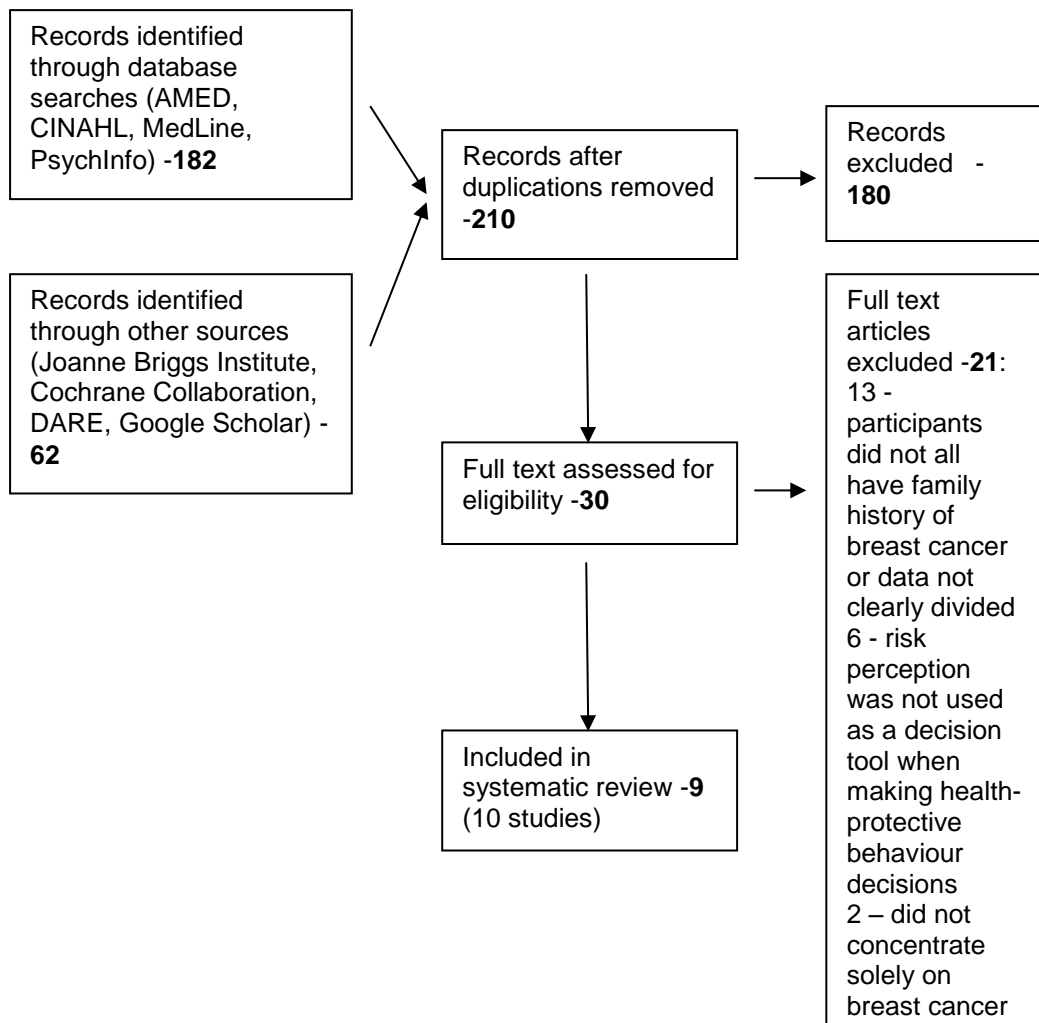 Records identified
through database
searches (AMED,
CINAHL, MedLine,
PsychInfo) -182
Records identified
through other sources
(Joanne Briggs Institute,
Cochrane Collaboration,
DARE, Google Scholar) -
62
Records after
duplications removed
-210
Records
excluded -
180
Full text assessed for
eligibility -30
Full text
articles
excluded -21:
13 -
participants
did not all
have family
history of
breast cancer
or data not
clearly divided
6 - risk
perception
was not used
as a decision
tool when
making health-
protective
behaviour
decisions
2 – did not
concentrate
solely on
breast cancer
Included in
systematic review -9
(10 studies)